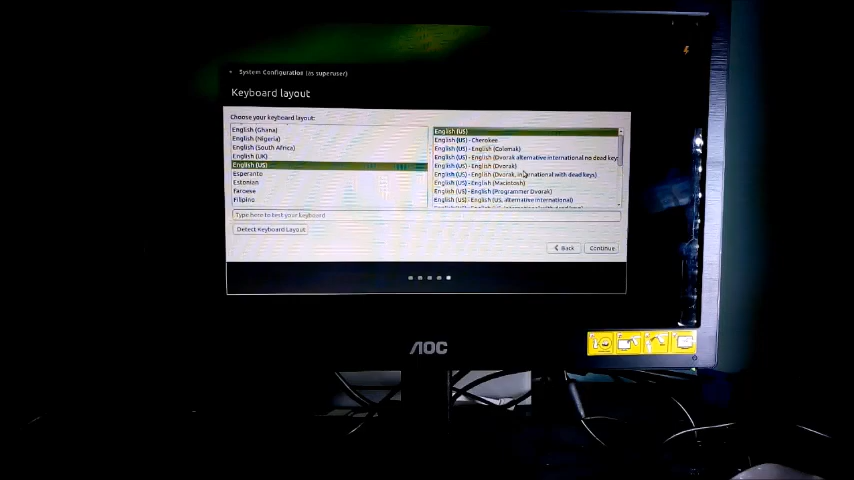 System Configuration (as superuser)
Keyboard layout
Choose your keyboard layout:
English (Ghana)
English (Nigeria)
English (South Africa)
English (UK)
English (US)
Esperanto
Estonian
Faroese
Filipino
English (US)
English (US) - Cherokee
English (US) - English (Colemak)
English (US) - English (Dvorak alternative international no dead key
English (US) - English (Dvorak)
English (US) - English (Dvorak, international with dead keys)
English (US) - English (Macintosh)
English (US) - English (Programmer Dvorak)
English (US) - English (US, alternative international)
Type here to test your keyboard
Detect Keyboard Layout
Back
Continue
AOC